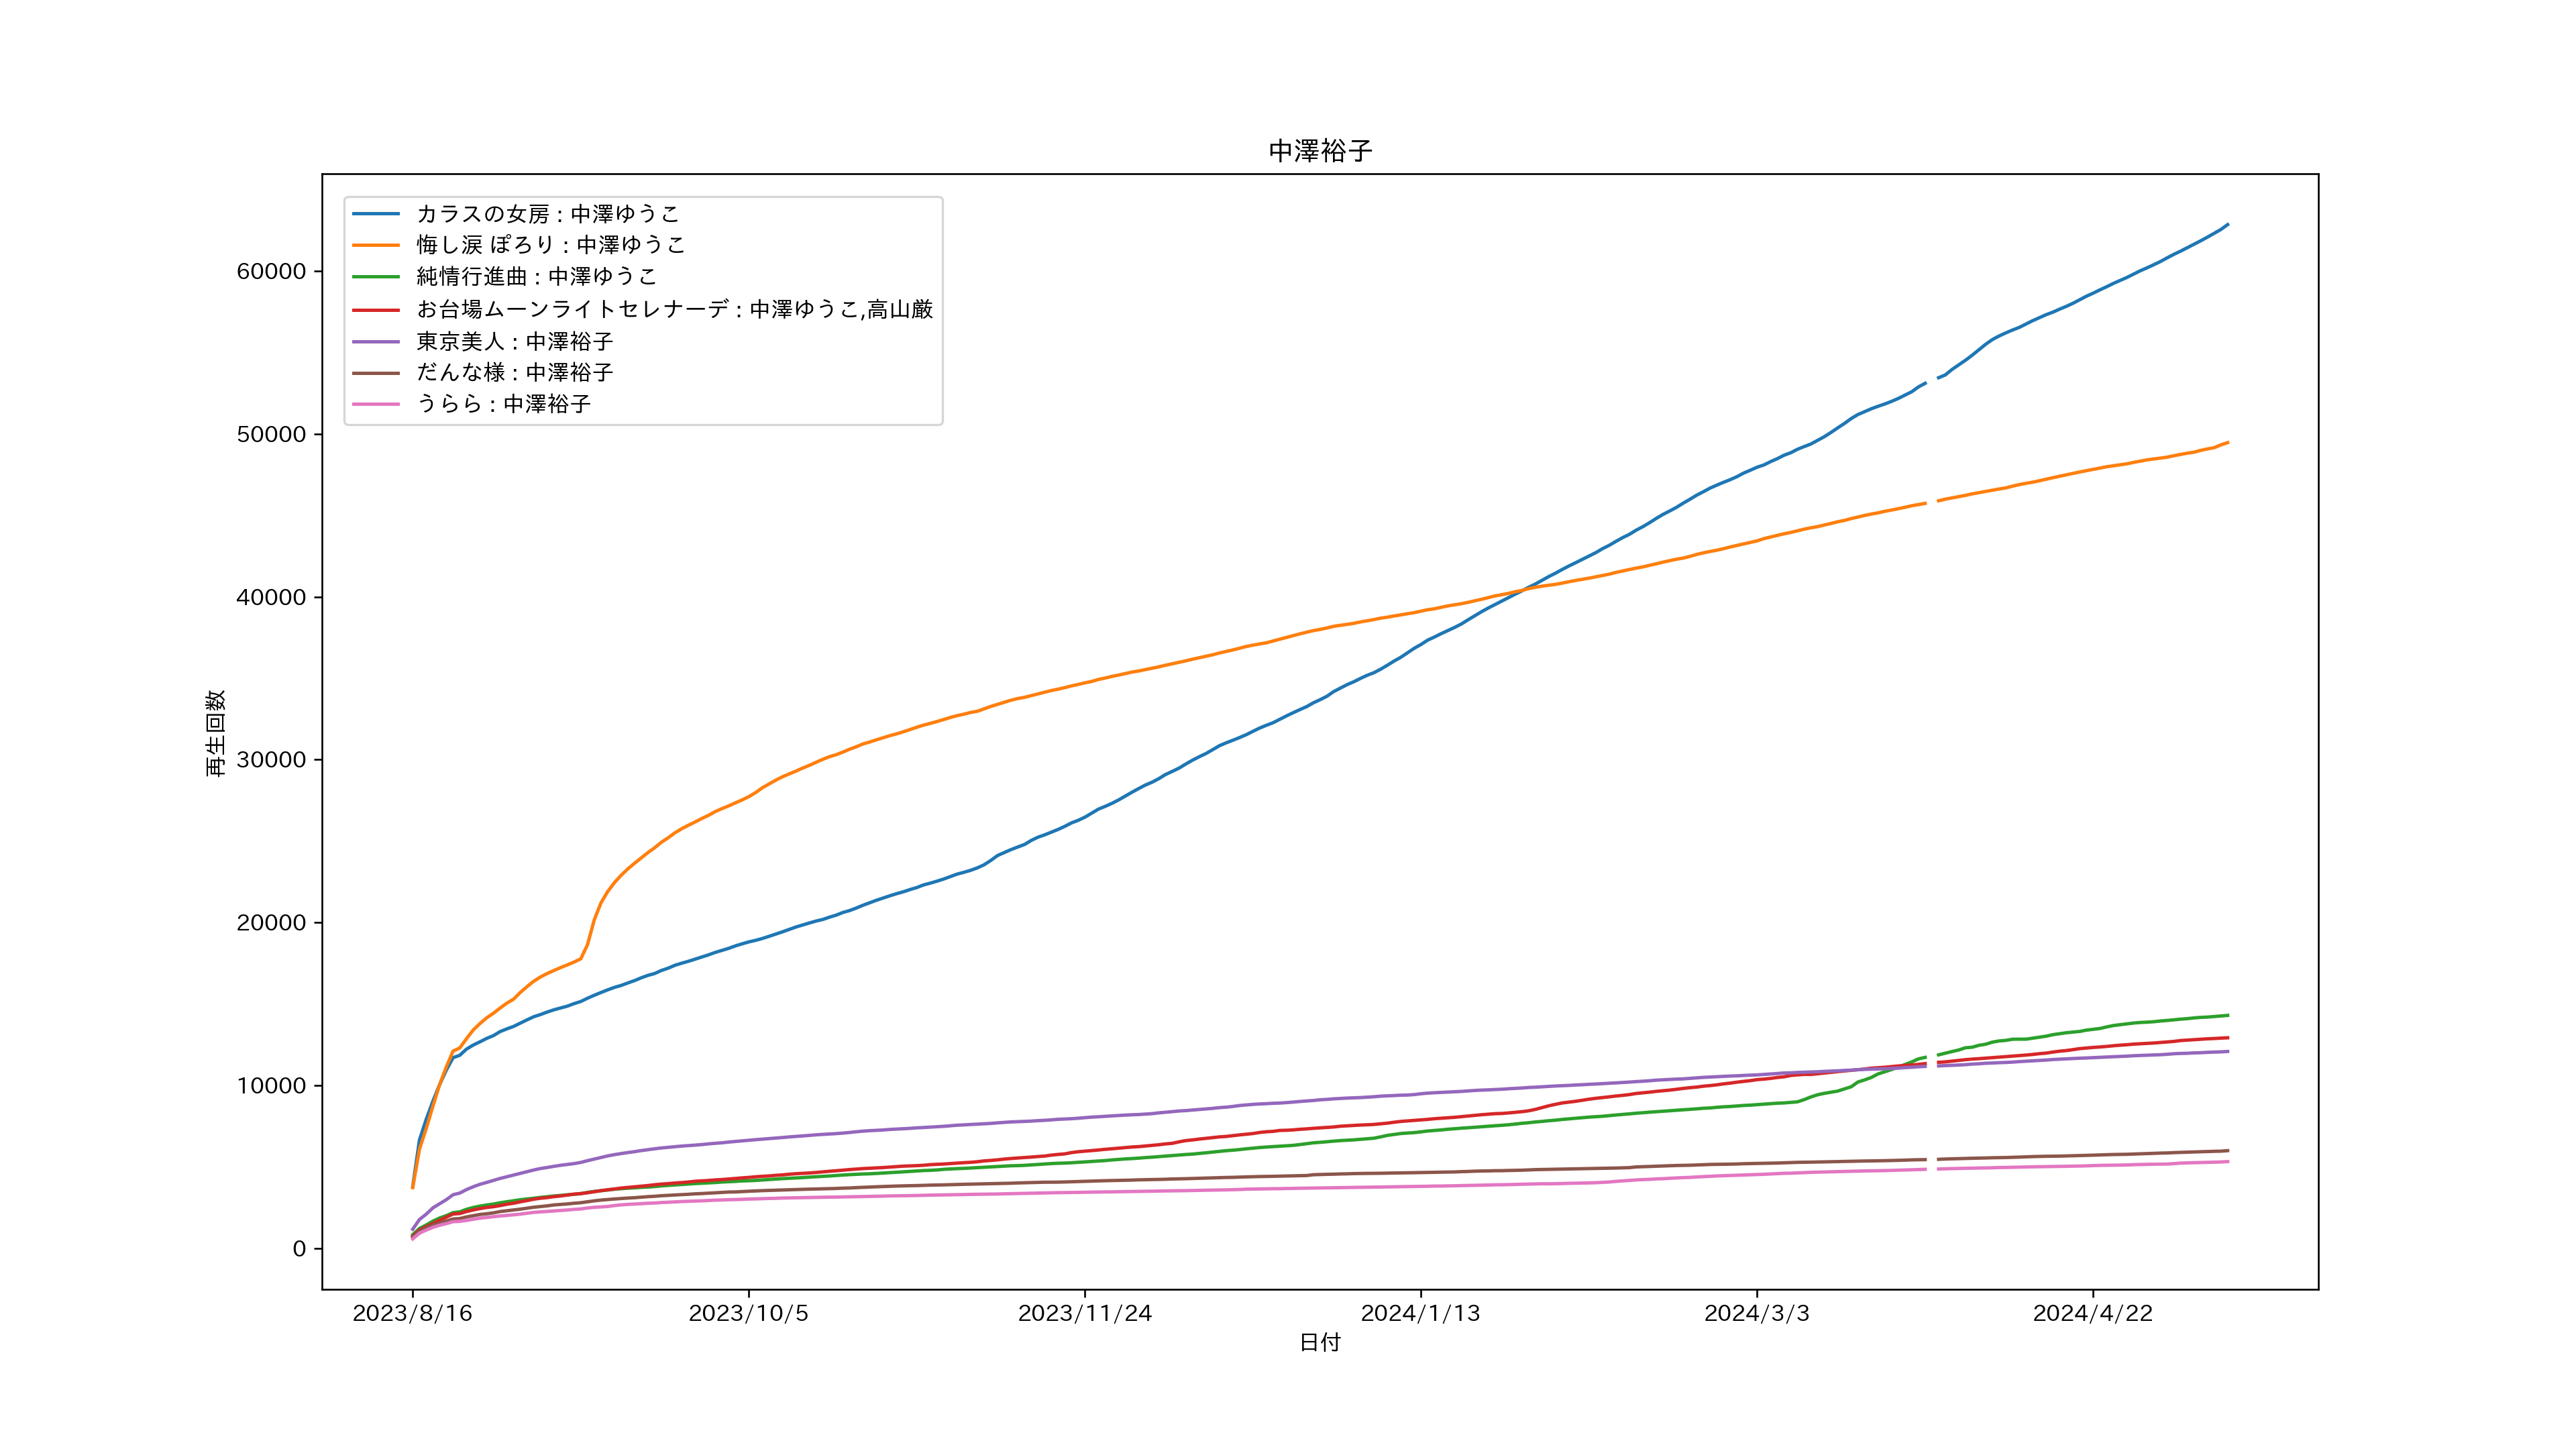 中澤裕子
カラスの女房 : 中澤ゆうこ
悔し涙 ぽろり : 中澤ゆうこ
純情行進曲 : 中澤ゆうこ
お台場ムーンライトセレナーデ : 中澤ゆうこ,高山厳
東京美人 : 中澤裕子
だんな様 : 中澤裕子
うらら : 中澤裕子
60000
50000
40000
30000
20000
10000
0
再生回数
2023/8/16
2023/10/5
2023/11/24
2024/1/13
2024/3/3
2024/4/22
日付